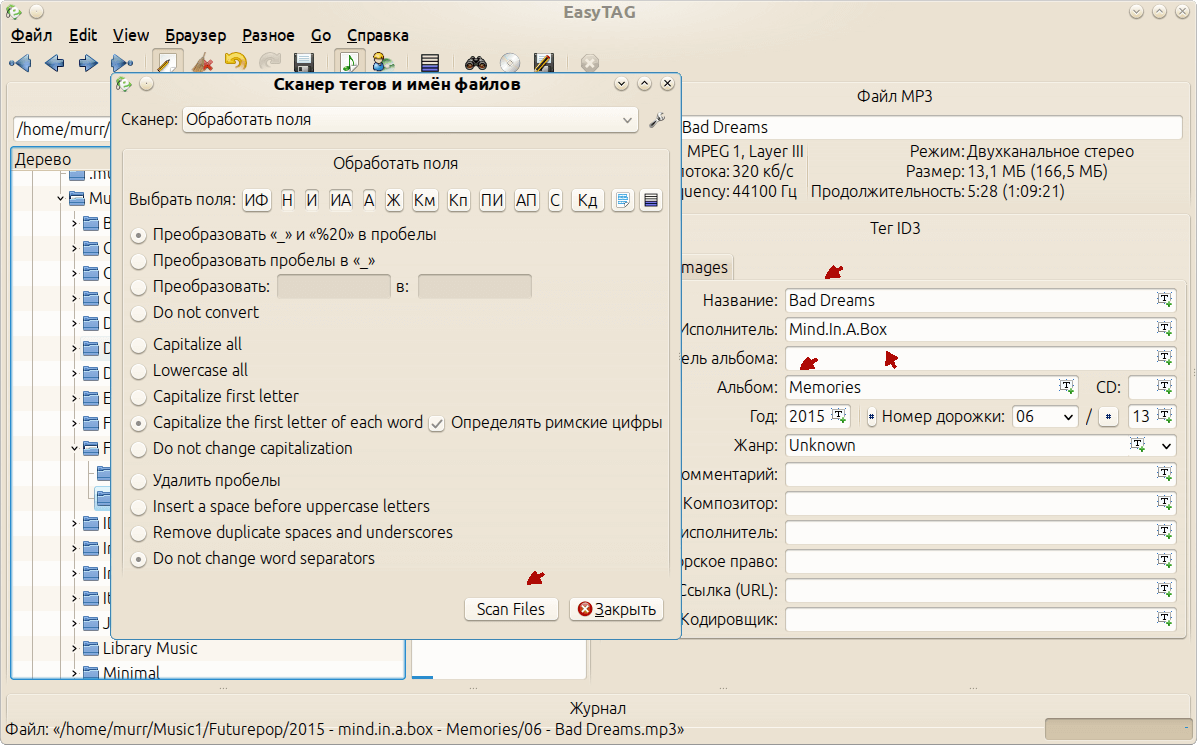 EasyTAG
Файл Edit View Браузер Разное Go Справка
Сканер тегов и имён файлов
Сканер: Обработать поля
Обработать поля
Выбрать поля: ИФ Н И ИА А Ж Км Кп ПИ АП С Кд
Преобразовать «_» и «%20» в пробелы
Преобразовать пробелы в «_»
Преобразовать: в:
Do not convert
Capitalize all
Lowercase all
Capitalize first letter
Capitalize the first letter of each word Определять римские цифры
Do not change capitalization
Удалить пробелы
Insert a space before uppercase letters
Remove duplicate spaces and underscores
Do not change word separators
Scan Files Закрыть
/home/murr/
Дерево
.mu
Mu
B
C
C
C
D
D
D
E
F
F
ID
In
In
It
J
Library Music
Minimal
Файл MP3
Bad Dreams
MPEG 1, Layer III Режим: Двухканальное стерео
потока: 320 кб/с Размер: 13,1 МБ (166,5 МБ)
quency: 44100 Гц Продолжительность: 5:28 (1:09:21)
Тег ID3
mages
Название: Bad Dreams
Исполнитель: Mind.In.A.Box
ель альбома:
Альбом: Memories CD:
Год: 2015 # Номер дорожки: 06 / # 13
Жанр: Unknown
омментарий:
Композитор:
исполнитель:
орское право:
Ссылка (URL):
Кодировщик:
Журнал
Файл: «/home/murr/Music1/Futurepop/2015 - mind.in.a.box - Memories/06 - Bad Dreams.mp3»